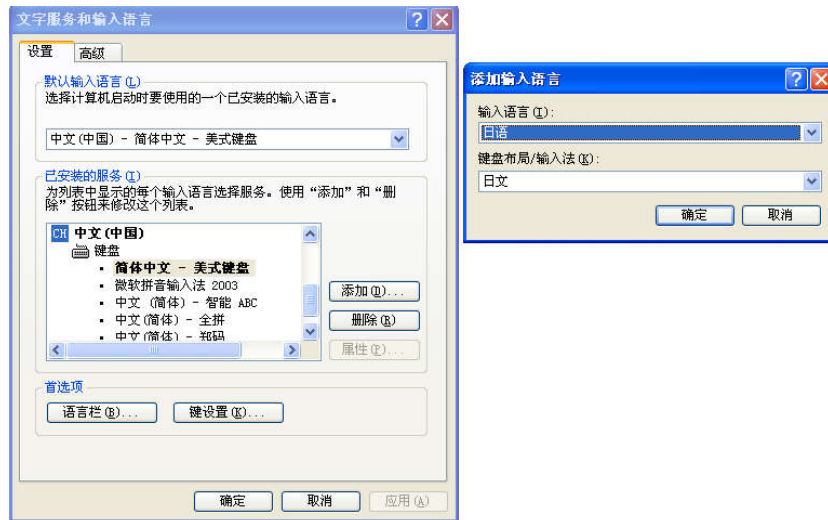 文字服务和输入语言
设置
高级
默认输入语言(L)
选择计算机启动时要使用的一个已安装的输入语言。
中文(中国) - 简体中文 - 美式键盘
已安装的服务(I)
为列表中显示的每个输入语言选择服务。使用“添加”和“删
除”按钮来修改这个列表。
CH 中文(中国)
键盘
• 简体中文 - 美式键盘
• 微软拼音输入法 2003
• 中文 (简体) - 智能 ABC
• 中文(简体) - 全拼
• 中文(简体) - 郑码
添加(D)...
删除(R)
属性(P)...
首选项
语言栏(B)...
键设置(K)...
确定
取消
应用(A)
添加输入语言
输入语言(I):
日语
键盘布局/输入法(K):
日文
确定
取消